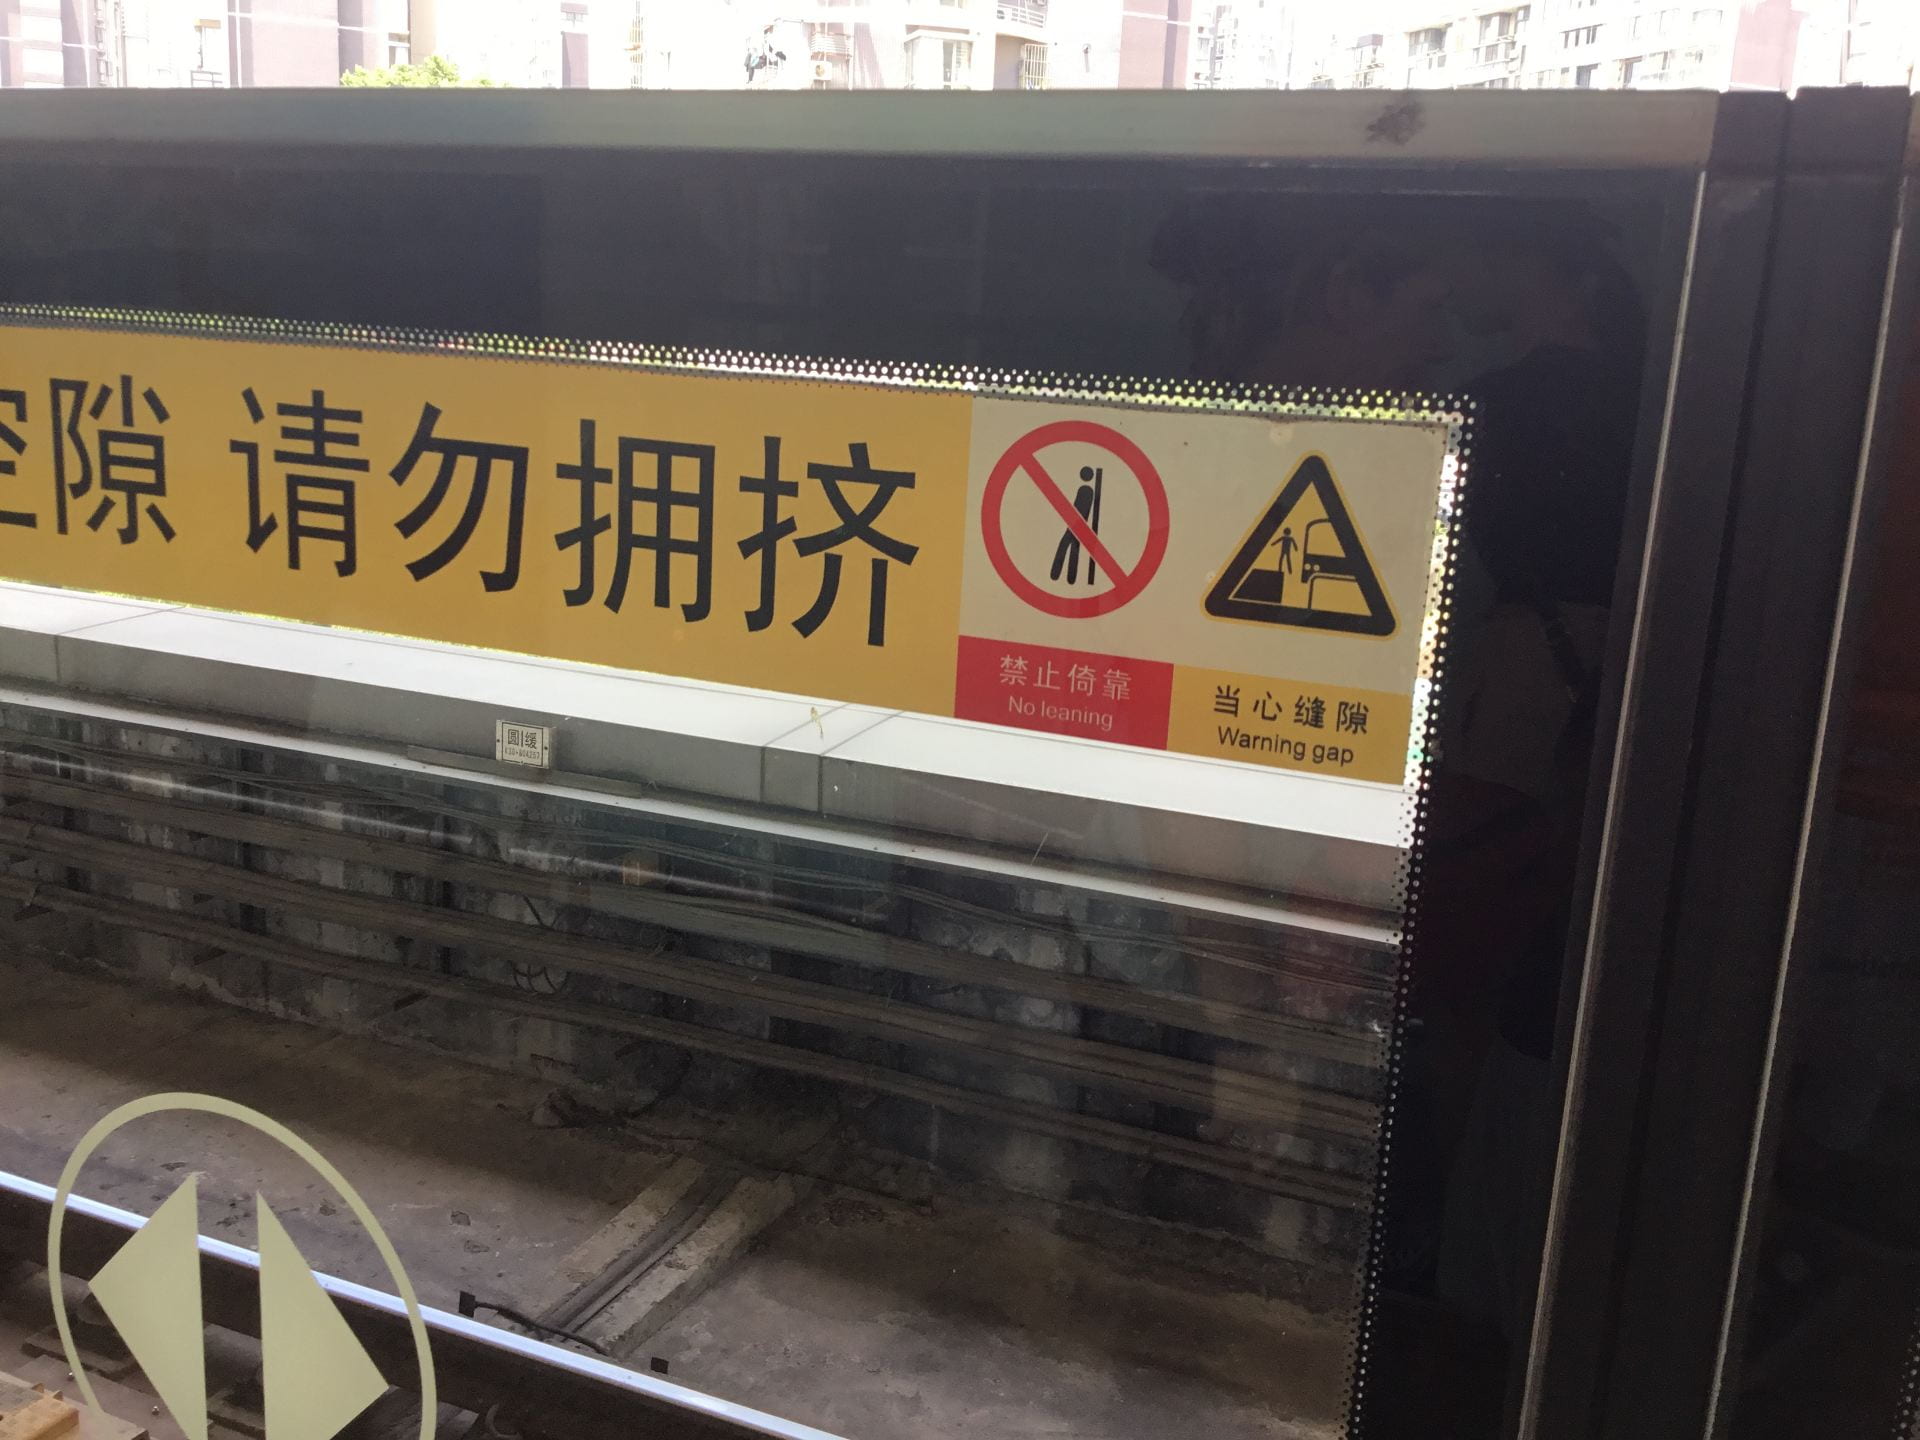 空隙 请勿拥挤
禁止倚靠
No leaning
当心缝隙
Warning gap
圆缓